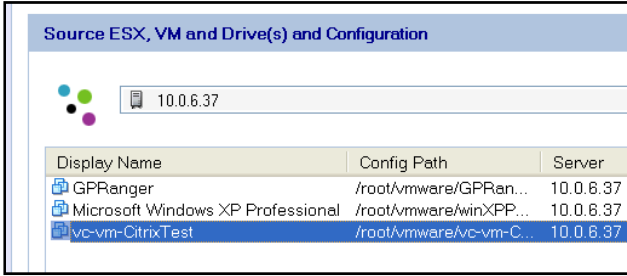 Source ESX, VM and Drive(s) and Configuration
10.0.6.37
Display Name Config Path Server
GPRanger /root/vmware/GPRan... 10.0.6.37
Microsoft Windows XP Professional /root/vmware/winXPP... 10.0.6.37
vc-vm-CitrixTest /root/vmware/vc-vm-C... 10.0.6.37